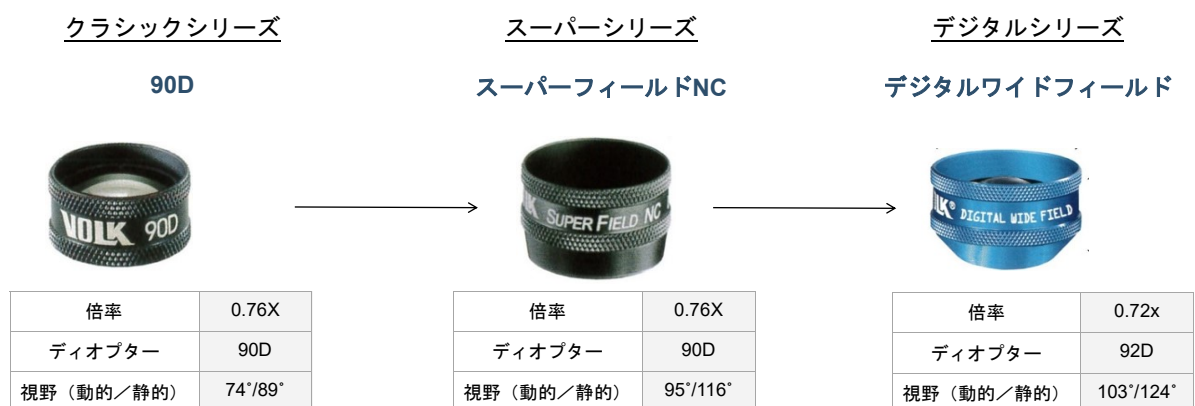 クラシックシリーズ
スーパーシリーズ
デジタルシリーズ
90D
スーパーフィールドNC
デジタルワイドフィールド
VOLK 90D
LK SUPER FIELD NC
LK® DIGITAL WIDE FIELD
倍率 0.76X
ディオプター 90D
視野（動的／静的） 74˚/89˚
倍率 0.76X
ディオプター 90D
視野（動的／静的） 95˚/116˚
倍率 0.72x
ディオプター 92D
視野（動的／静的） 103˚/124˚